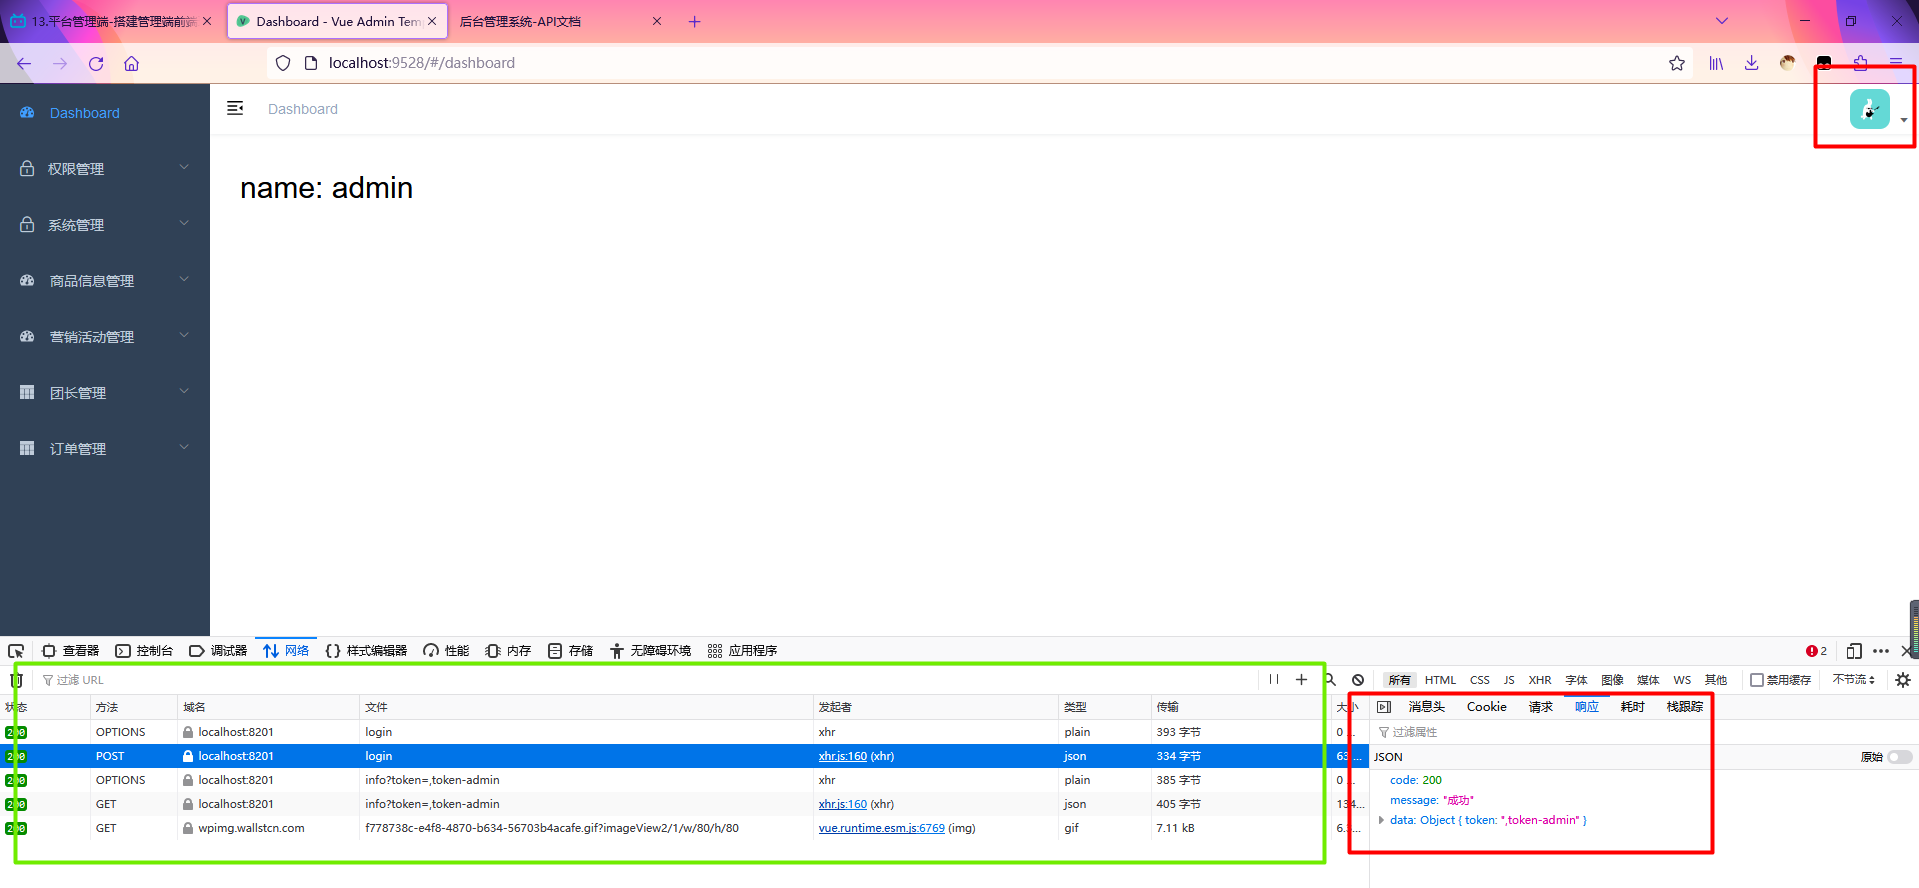 13.平台管理端-搭建管理端前端
Dashboard - Vue Admin Tem
后台管理系统-API文档
localhost:9528/#/dashboard
Dashboard
Dashboard
权限管理
name: admin
系统管理
商品信息管理
营销活动管理
团长管理
订单管理
查看器 控制台 调试器 网络 样式编辑器 性能 内存 存储 无障碍环境 应用程序 2
过滤 URL 所有 HTML CSS JS XHR 字体 图像 媒体 WS 其他 禁用缓存 不节流
状态 方法 域名 文件 发起者 类型 传输 大小
消息头 Cookie 请求 响应 耗时 栈跟踪
200 OPTIONS localhost:8201 login xhr plain 393 字节 0 ...
过滤属性
200 POST localhost:8201 login xhr.js:160 (xhr) json 334 字节 63 ...
JSON 原始
200 OPTIONS localhost:8201 info?token=,token-admin xhr plain 385 字节 0 ...
code: 200
200 GET localhost:8201 info?token=,token-admin xhr.js:160 (xhr) json 405 字节 134...
message: "成功"
200 GET wpimg.wallstcn.com f778738c-e4f8-4870-b634-56703b4acafe.gif?imageView2/1/w/80/h/80 vue.runtime.esm.js:6769 (img) gif 7.11 kB 6.3...
data: Object { token: ",token-admin" }